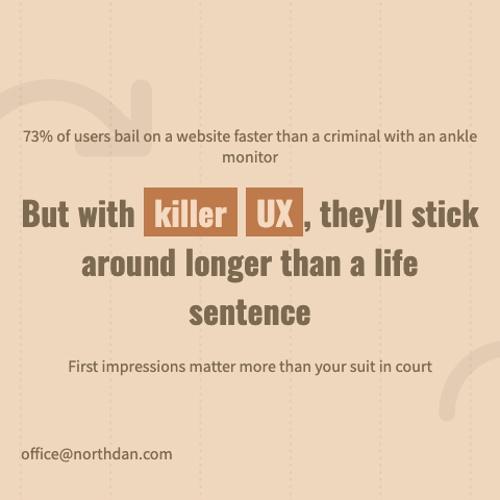 73% of users bail on a website faster than a criminal with an ankle
monitor
But with killer UX, they'll stick
around longer than a life
sentence
First impressions matter more than your suit in court
office@northdan.com